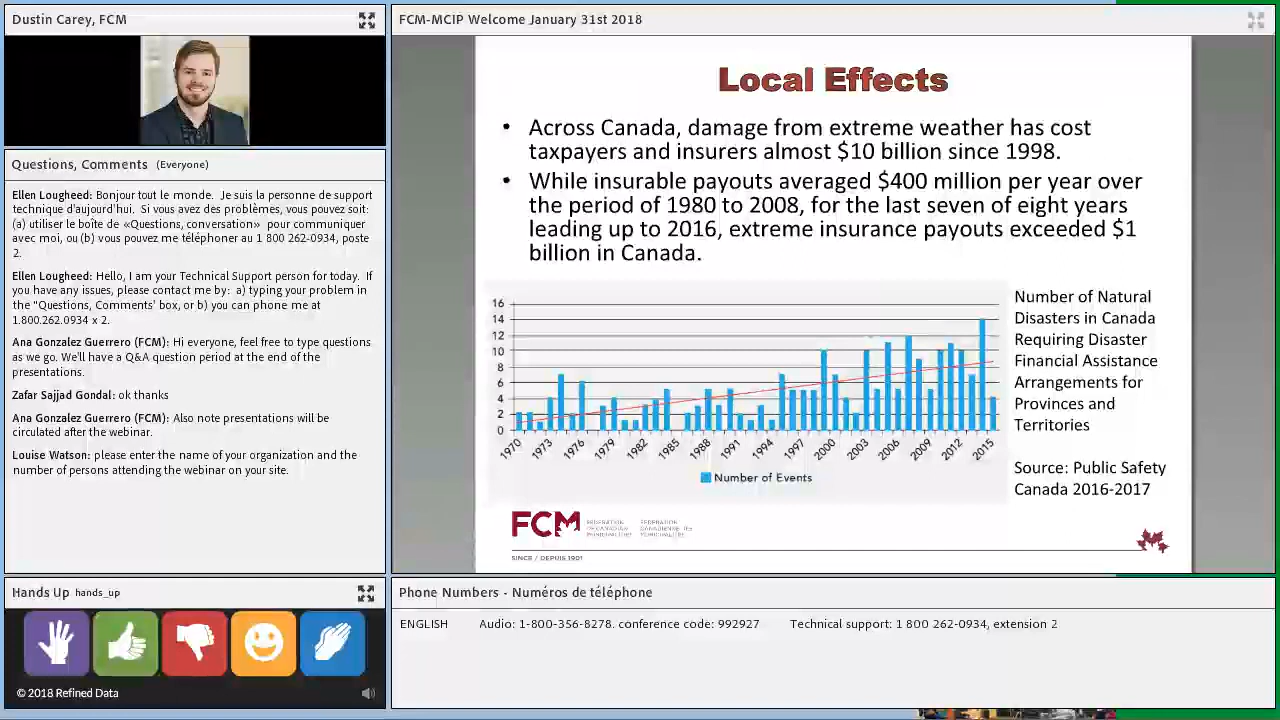 Dustin Carey, FCM
Questions, Comments (Everyone)
Ellen Lougheed: Bonjour tout le monde. Je suis la personne de support
technique d'aujourd'hui. Si vous avez des problèmes, vous pouvez soit:
(a) utiliser le boîte de «Questions, conversation» pour communiquer
avec moi, ou (b) vous pouvez me téléphoner au 1 800 262-0934, poste
2.
Ellen Lougheed: Hello, I am your Technical Support person for today. If
you have any issues, please contact me by: a) typing your problem in
the "Questions, Comments' box, or b) you can phone me at
1.800.262.0934 x 2.
Ana Gonzalez Guerrero (FCM): Hi everyone, feel free to type questions
as we go. We'll have a Q&A question period at the end of the
presentations.
Zafar Sajjad Gondal: ok thanks
Ana Gonzalez Guerrero (FCM): Also note presentations will be
circulated after the webinar.
Louise Watson: please enter the name of your organization and the
number of persons attending the webinar on your site.
Hands Up hands_up
© 2018 Refined Data
FCM-MCIP Welcome January 31st 2018
Local Effects
• Across Canada, damage from extreme weather has cost
taxpayers and insurers almost $10 billion since 1998.
• While insurable payouts averaged $400 million per year over
the period of 1980 to 2008, for the last seven of eight years
leading up to 2016, extreme insurance payouts exceeded $1
billion in Canada.
16
14
12
10
8
6
4
2
0
1970 1973 1976 1979 1982 1985 1988 1991 1994 1997 2000 2003 2006 2009 2012 2015
Number of Events
Number of Natural
Disasters in Canada
Requiring Disaster
Financial Assistance
Arrangements for
Provinces and
Territories
Source: Public Safety
Canada 2016-2017
FCM
FEDERATION FÉDÉRATION
OF CANADIAN CANADIENNE DES
MUNICIPALITIES MUNICIPALITÉS
SINCE / DEPUIS 1901
Phone Numbers - Numéros de téléphone
ENGLISH Audio: 1-800-356-8278. conference code: 992927 Technical support: 1 800 262-0934, extension 2